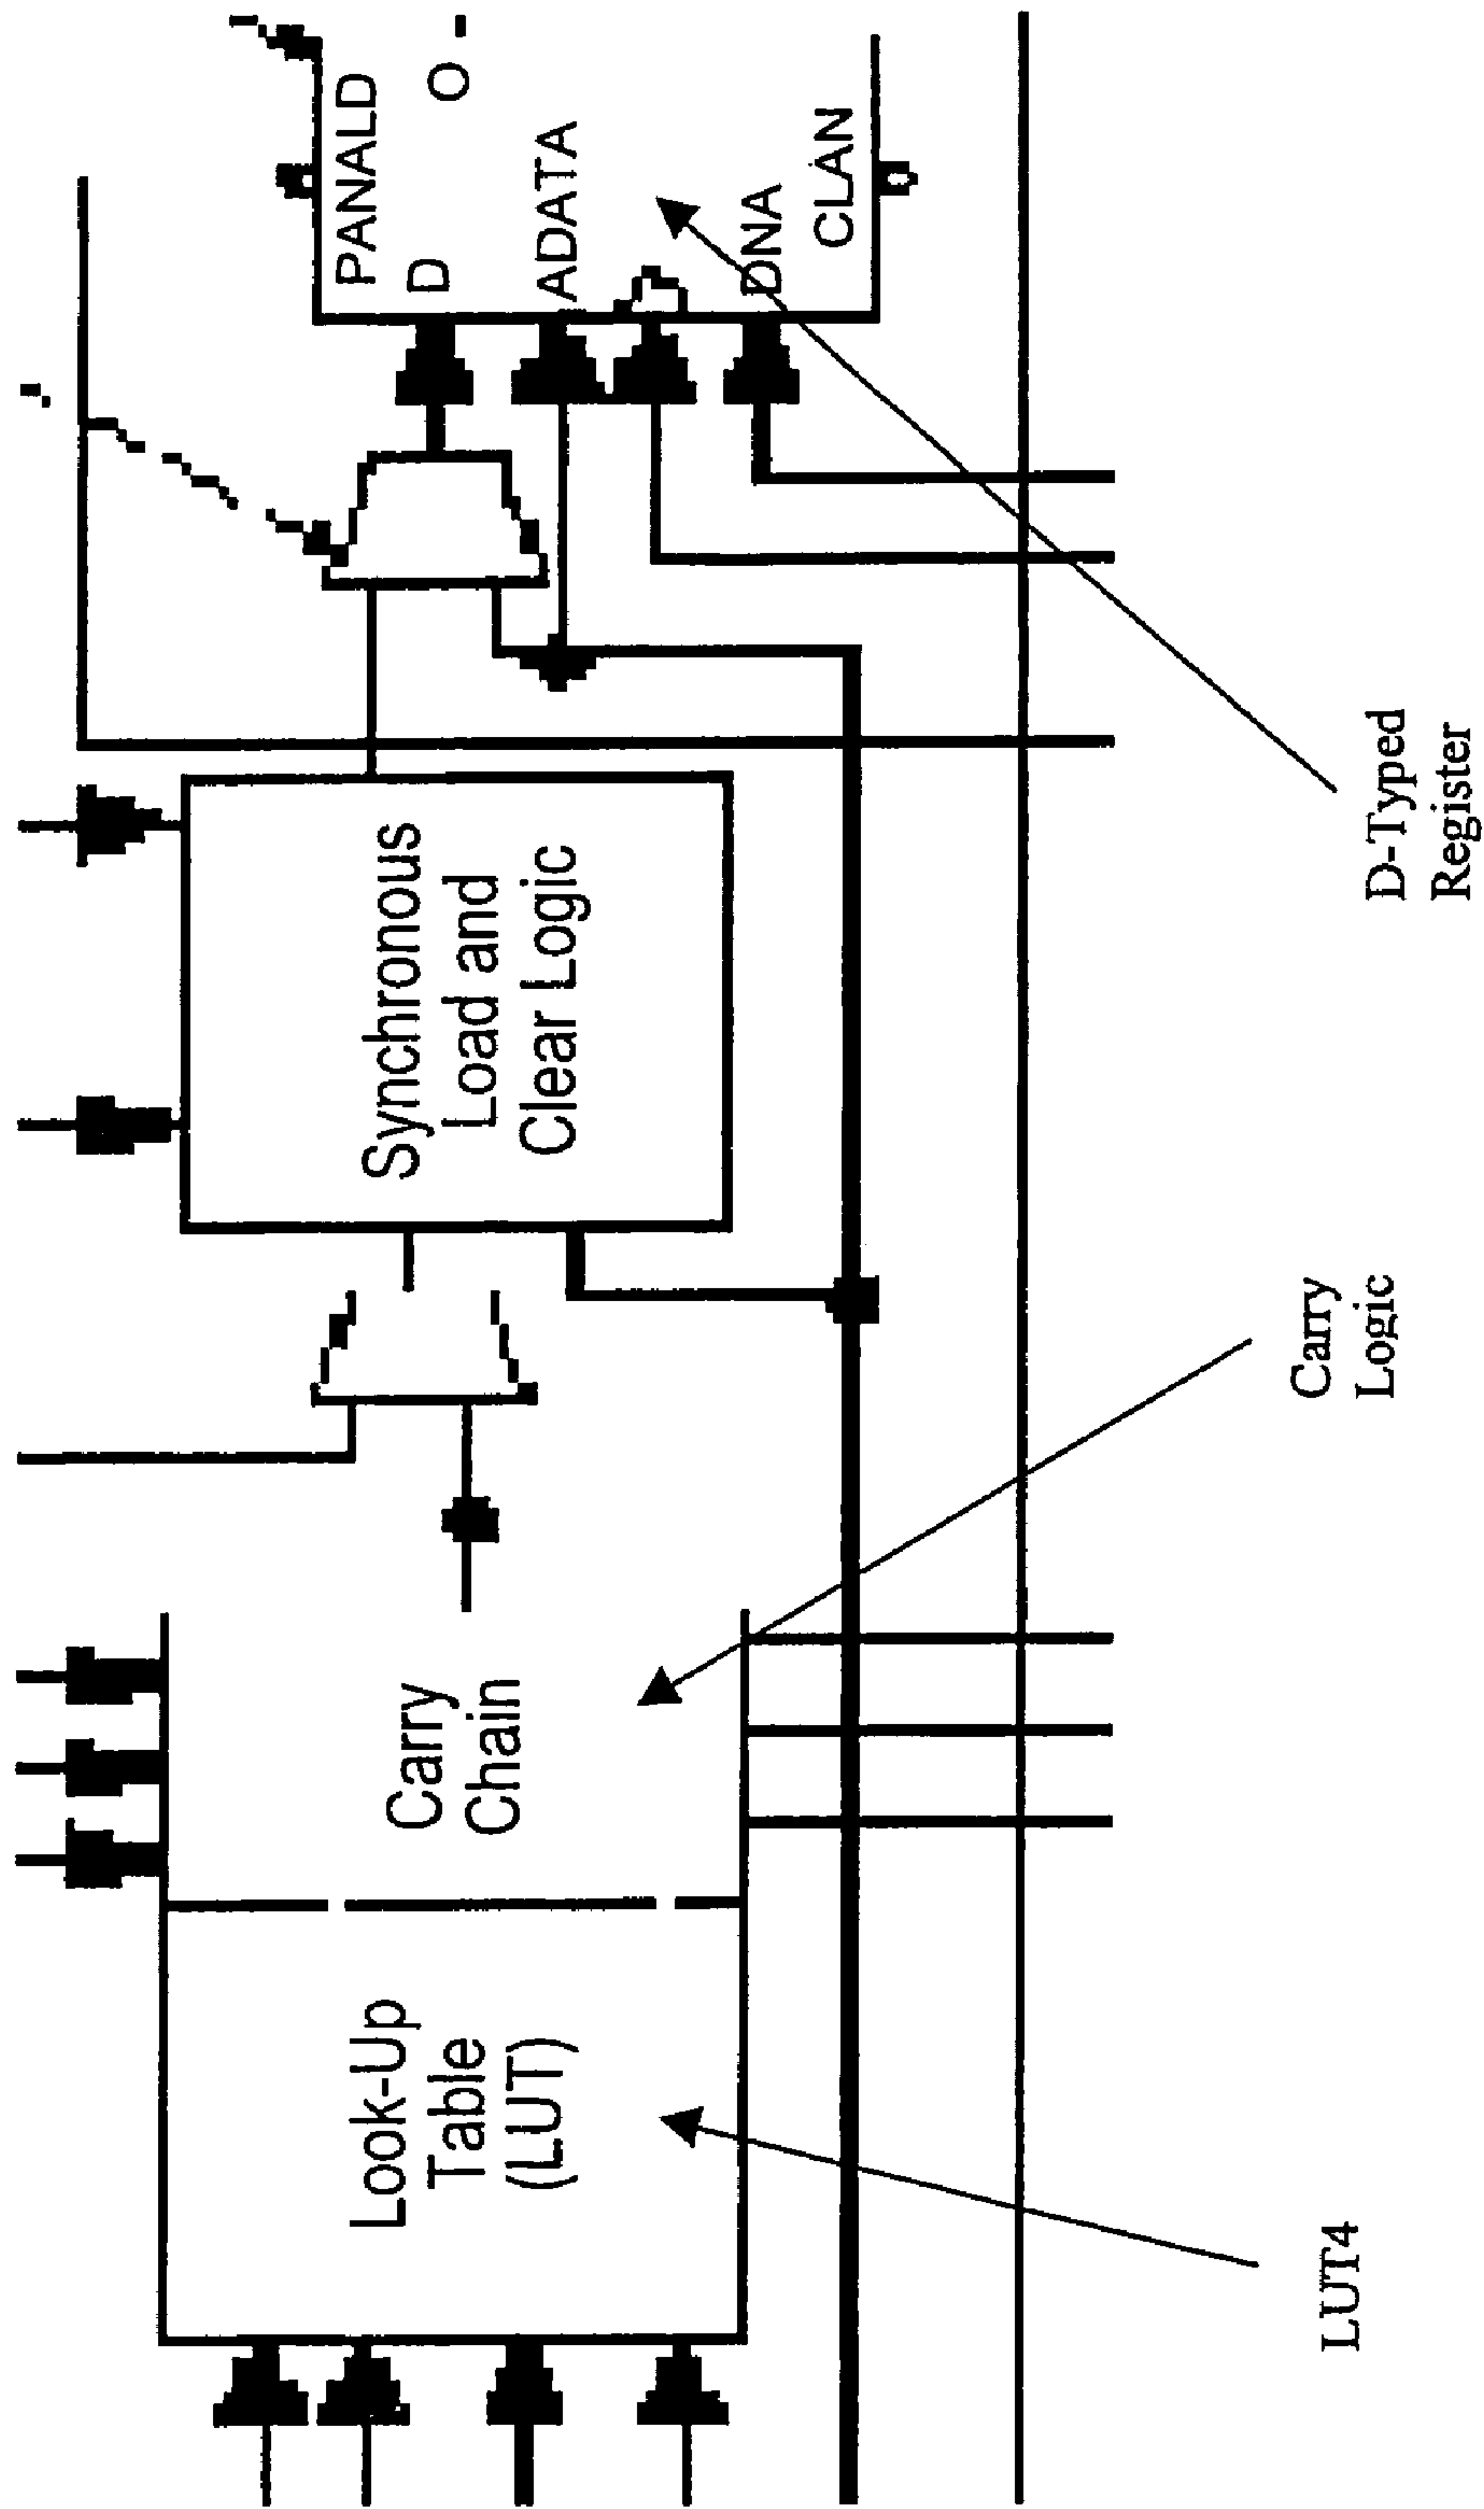 Look-Up
Table
(LUT)
Carry
Chain
Synchronous
Load and
Clear Logic
PANALD
D
O
ADATA
ØNA
CLAN
LUT4
Carry
Logic
D-Typed
Register